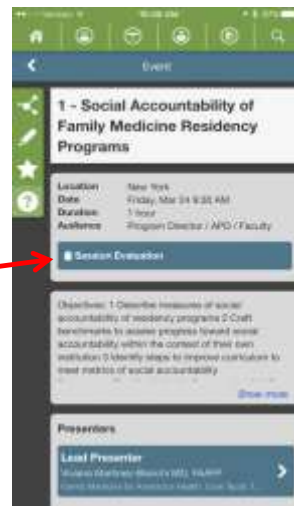 Event
1 - Social Accountability of
Family Medicine Residency
Programs
Location New York
Date Friday, Mar 24 8:30 AM
Duration 1 hour
Audience Program Director / APD / Faculty
Session Evaluation
Objectives: 1 Describe measures of social
accountability of residency programs 2 Craft
benchmarks to assess progress toward social
accountability within the context of their own
institution 3 Identify steps to improve curriculum to
meet metrics of social accountability
Show more
Presenters
Lead Presenter
MD, FAAFP